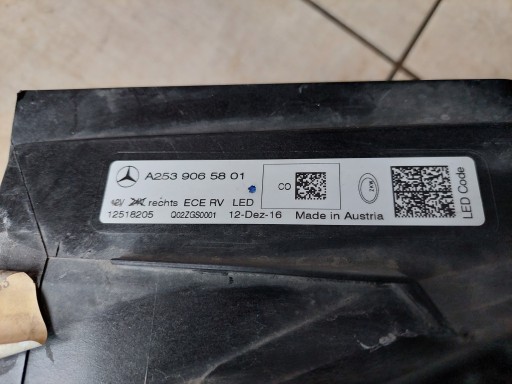 A253 906 58 01
CO
ZKW
rechts ECE RV LED
12518205 Q02ZGS0001 12-Dez-16 Made in Austria
LED Code